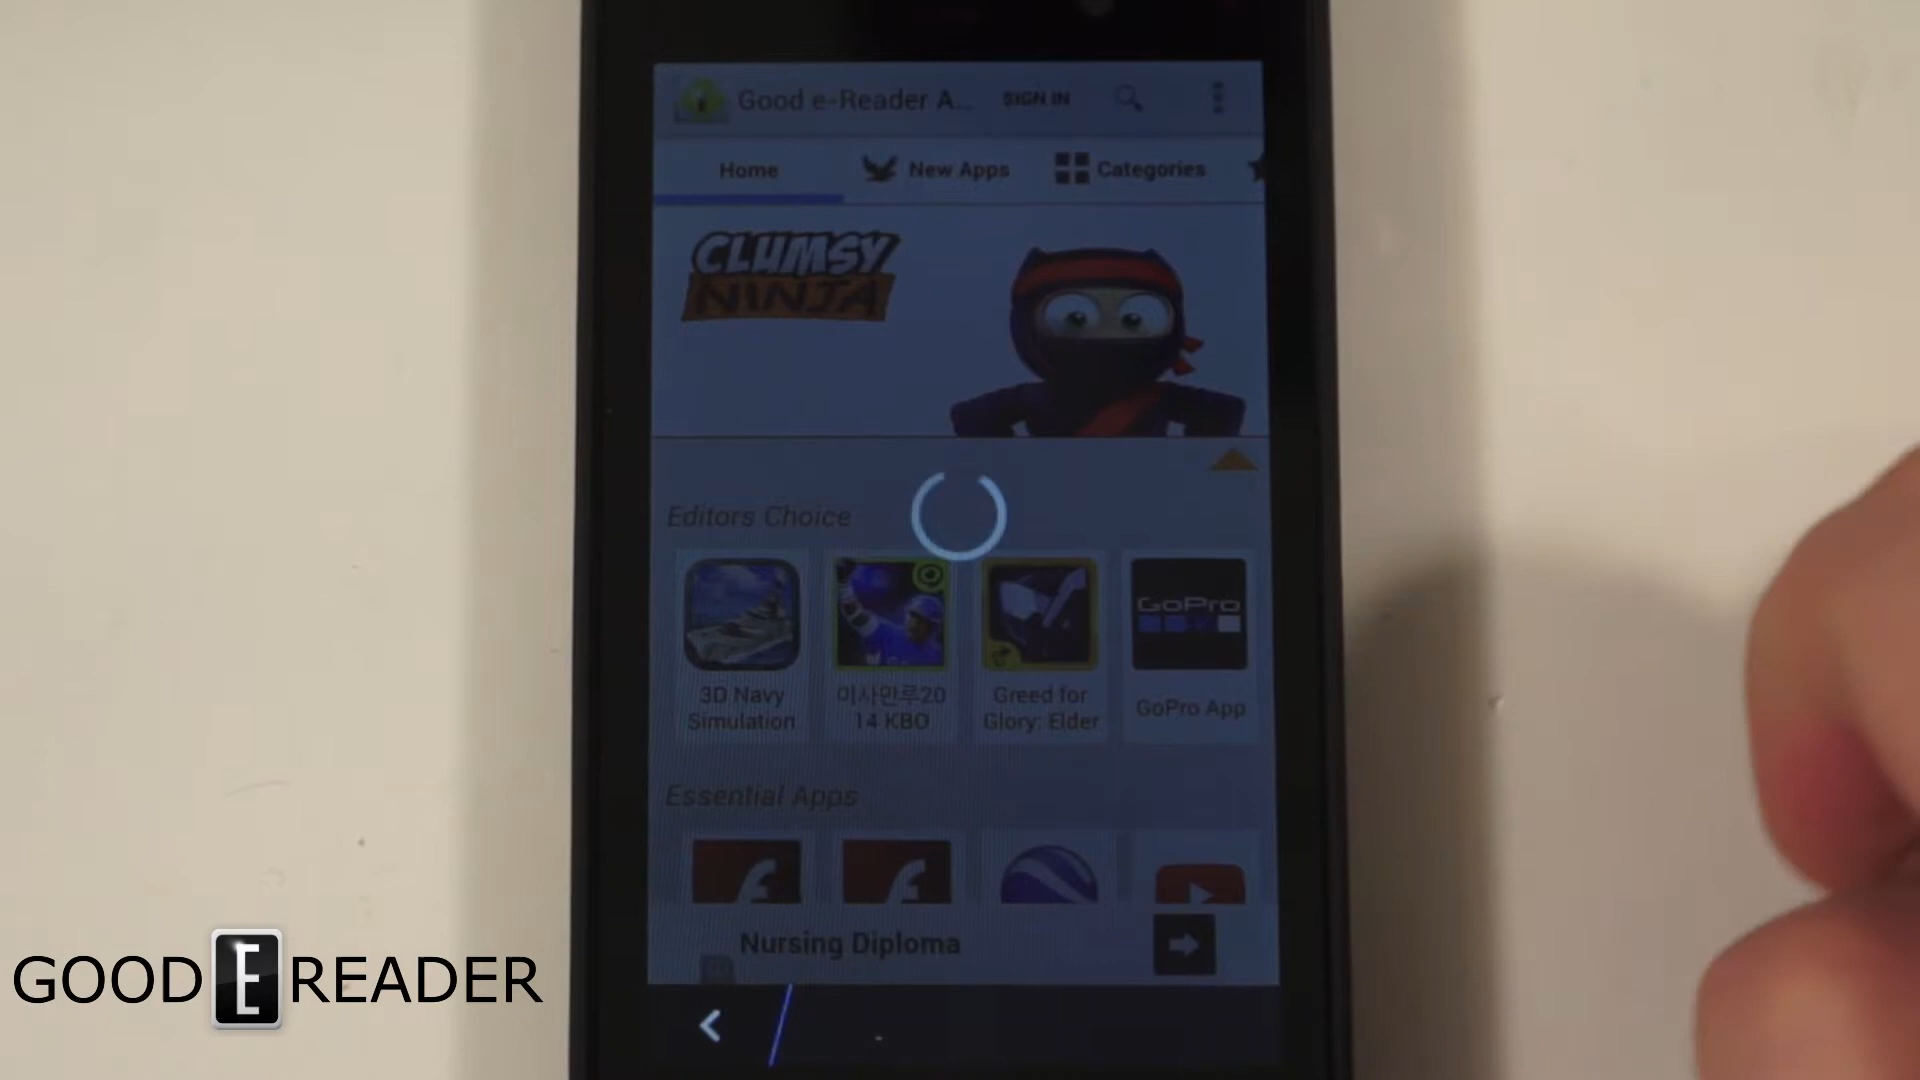 Good e-Reader A...
SIGN IN
Home
New Apps
Categories
CLUMSY
NINJA
Editors Choice
3D Navy
Simulation
이사만루20
14 KBO
Greed for
Glory: Elder
GoPro
GoPro App
Essential Apps
Nursing Diploma
GOOD E READER